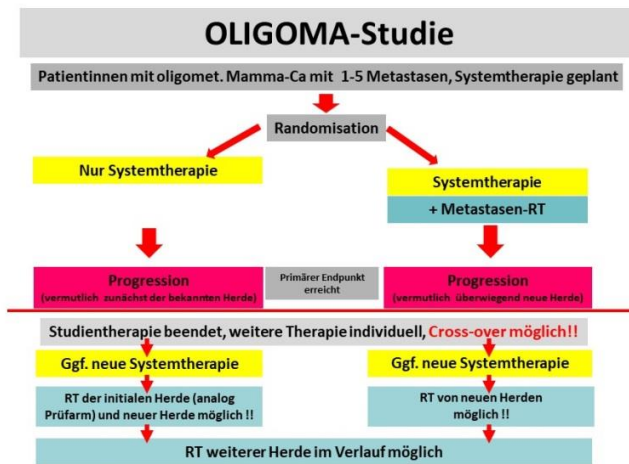 OLIGOMA-Studie
Patientinnen mit oligomet. Mamma-Ca mit 1-5 Metastasen, Systemtherapie geplant
Randomisation
Nur Systemtherapie
Systemtherapie
+ Metastasen-RT
Progression
(vermutlich zunächst der bekannten Herde)
Primärer Endpunkt
erreicht
Progression
(vermutlich überwiegend neue Herde)
Studientherapie beendet, weitere Therapie individuell, Cross-over möglich!!
Ggf. neue Systemtherapie
Ggf. neue Systemtherapie
RT der initialen Herde (analog
Prüfarm) und neuer Herde möglich !!
RT von neuen Herden
möglich !!
RT weiterer Herde im Verlauf möglich